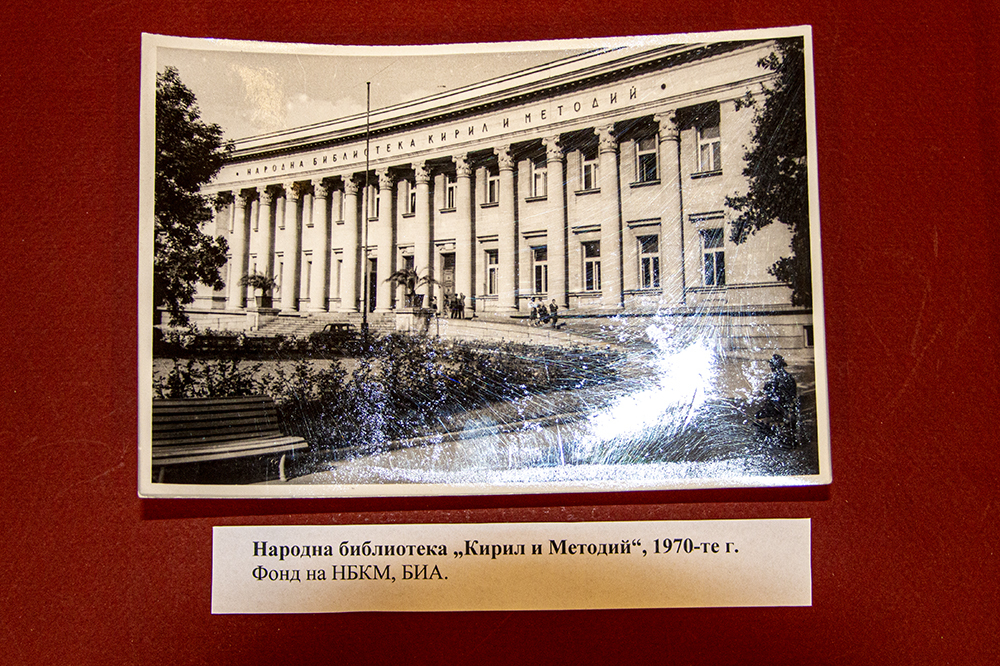 • НАРОДНА БИБЛИОТЕКА КИРИЛ И МЕТОДИЙ •
Народна библиотека „Кирил и Методий“, 1970-те г.
Фонд на НБКМ, БИА.